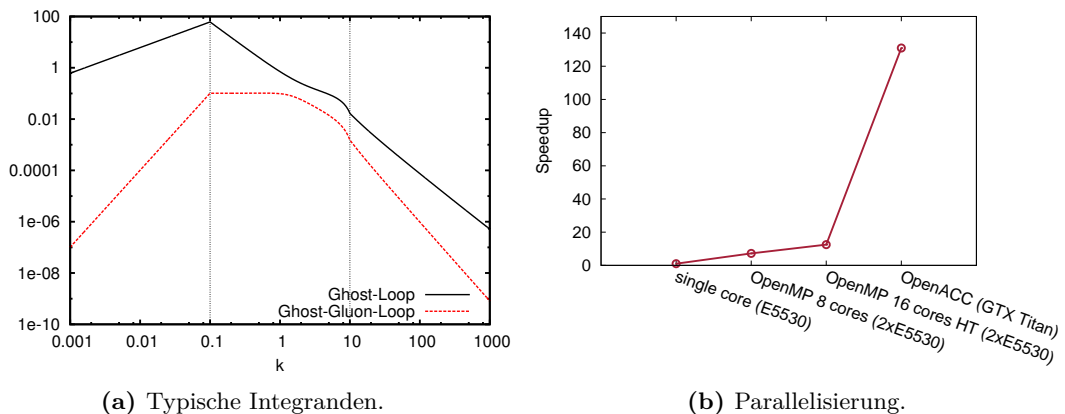 100
1
0.01
0.0001
1e-06
1e-08
1e-10
0.001 0.01 0.1 1 10 100 1000
k
Ghost-Loop
Ghost-Gluon-Loop
(a) Typische Integranden.
Speedup
140
120
100
80
60
40
20
0
single core (E5530)
OpenMP 8 cores (2xE5530)
OpenMP 16 cores HT (2xE5530)
OpenACC (GTX Titan)
(b) Parallelisierung.